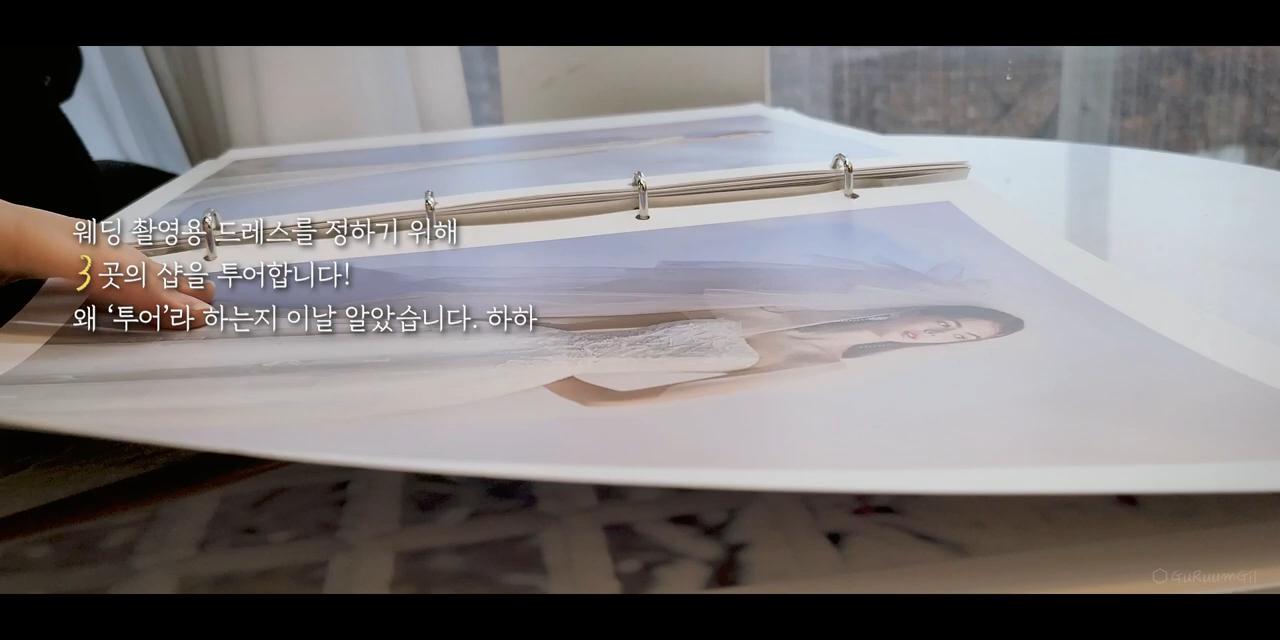 웨딩 촬영용 드레스를 정하기 위해
3곳의 샵을 투어합니다!
왜 ‘투어’라 하는지 이날 알았습니다. 하하
GuRuumGil